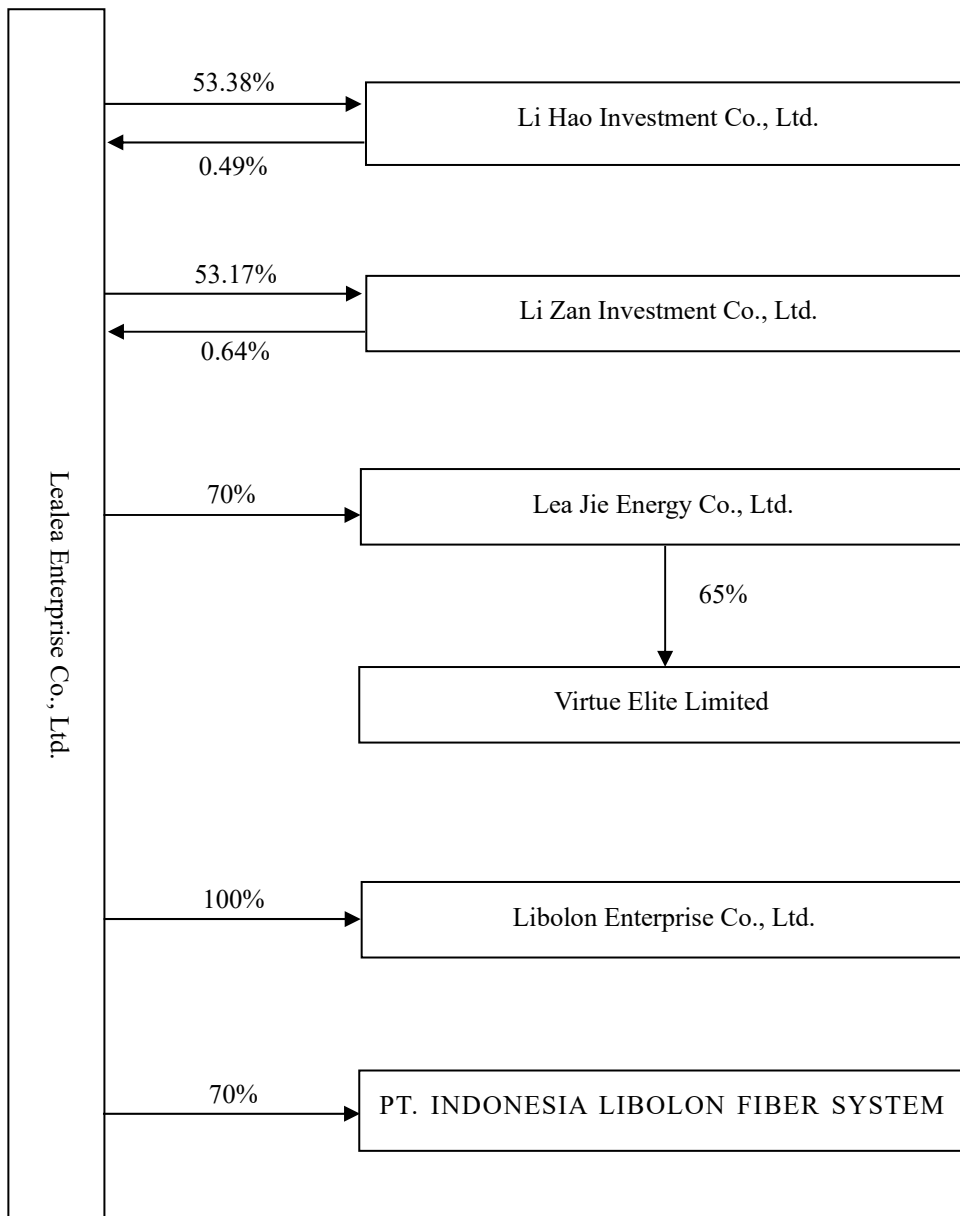 53.38%
Li Hao Investment Co., Ltd.
0.49%
53.17%
Li Zan Investment Co., Ltd.
0.64%
Lealea Enterprise Co., Ltd.
70%
Lea Jie Energy Co., Ltd.
65%
Virtue Elite Limited
100%
Libolon Enterprise Co., Ltd.
70%
PT. INDONESIA LIBOLON FIBER SYSTEM